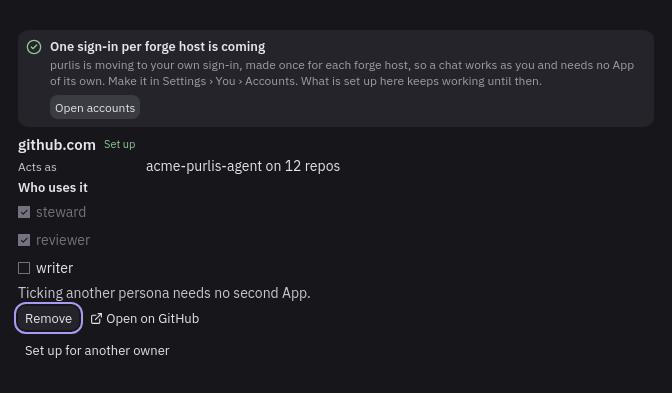 One sign-in per forge host is coming
purlis is moving to your own sign-in, made once for each forge host, so a chat works as you and needs no App
of its own. Make it in Settings › You › Accounts. What is set up here keeps working until then.
Open accounts
github.com Set up
Acts as acme-purlis-agent on 12 repos
Who uses it
steward
reviewer
writer
Ticking another persona needs no second App.
Remove Open on GitHub
Set up for another owner